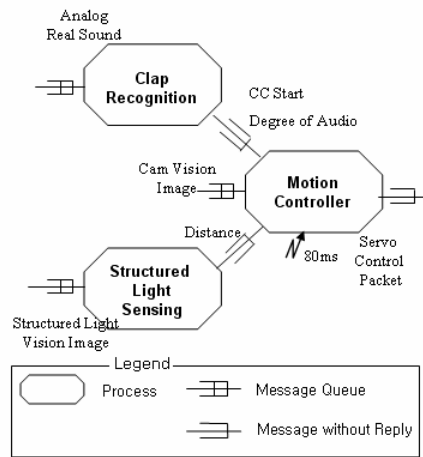 Analog
Real Sound
Clap
Recognition
CC Start
Degree of Audio
Cam Vision
Image
Motion
Controller
Distance
80ms
Servo
Control
Packet
Structured
Light
Sensing
Structured Light
Vision Image
Legend
Process
Message Queue
Message without Reply